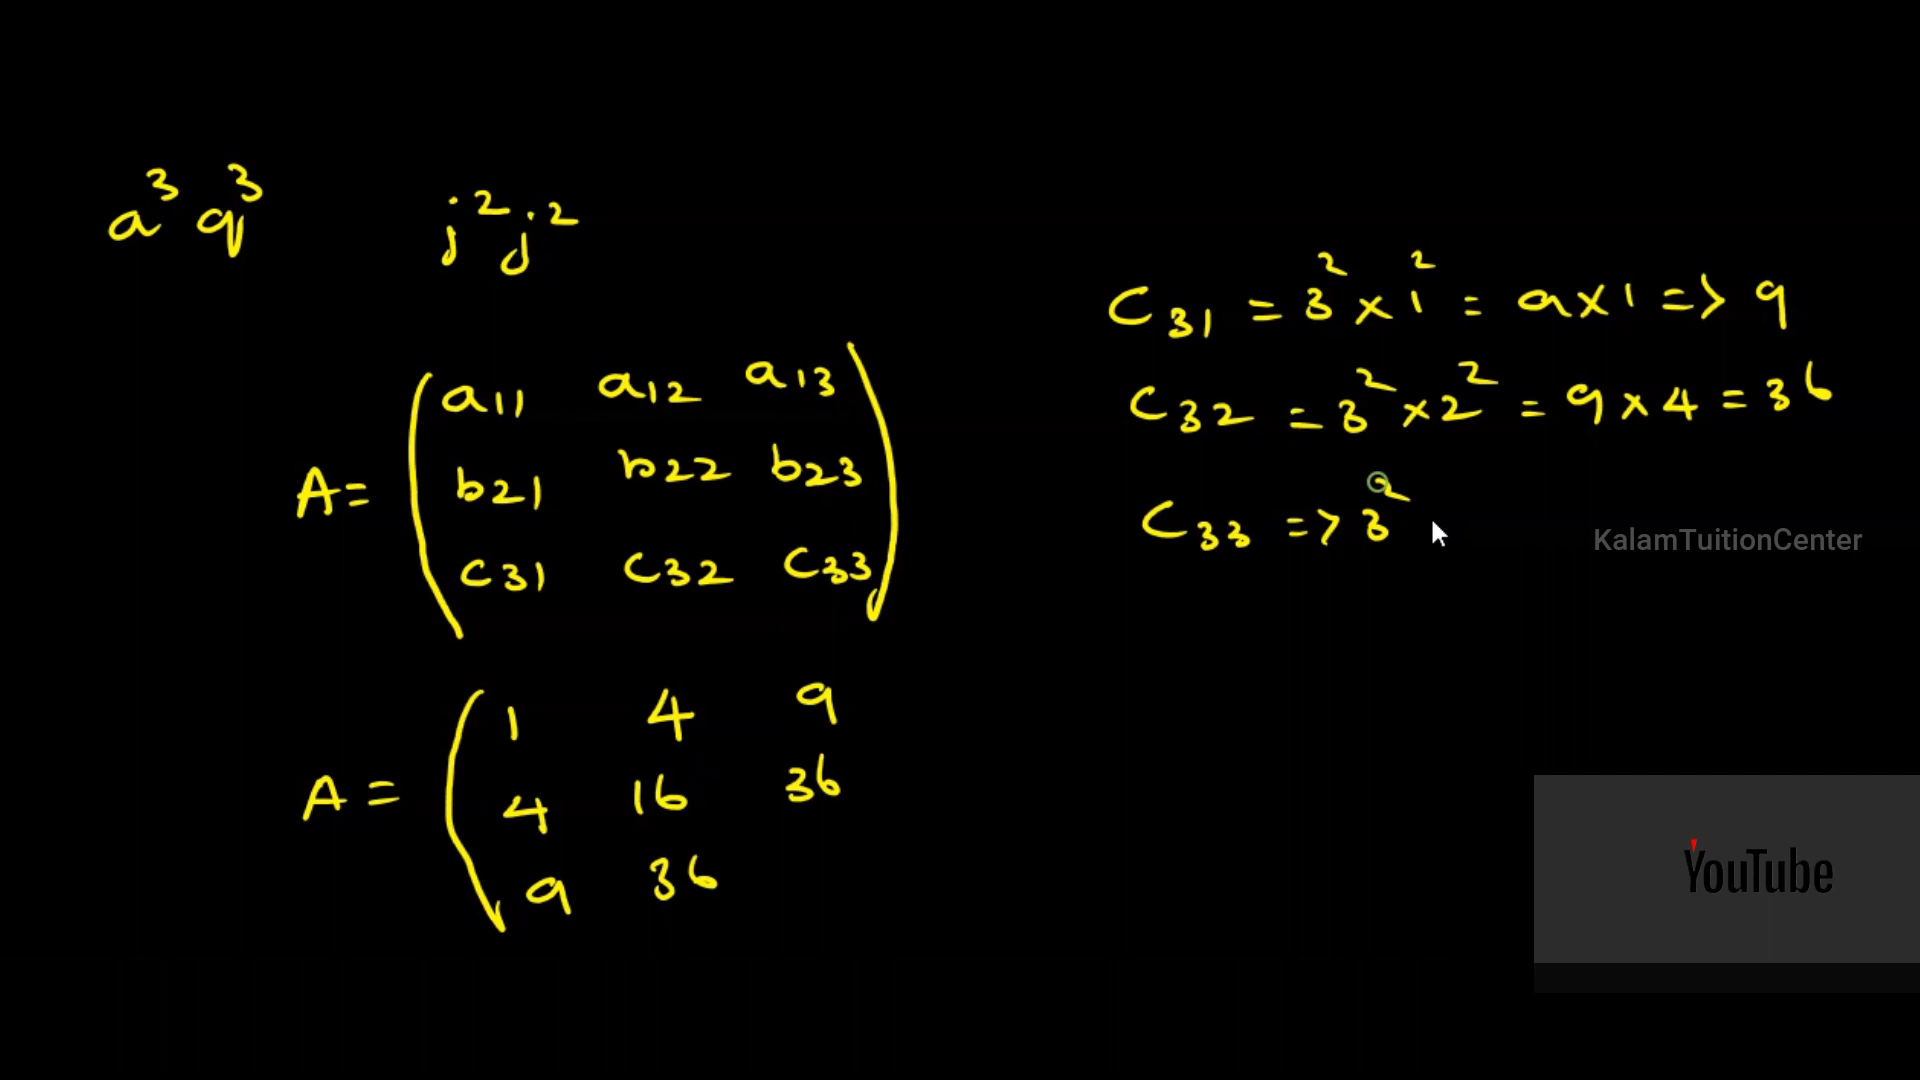 a³ q³ j² j²
A = ( a11 a12 a13
b21 b22 b23
c31 c32 c33 )
A = ( 1 4 9
4 16 36
9 36
C31 = 3² × 1² = 9 × 1 => 9
C32 = 3² × 2² = 9 × 4 = 36
C33 => 3²
KalamTuitionCenter
YouTube